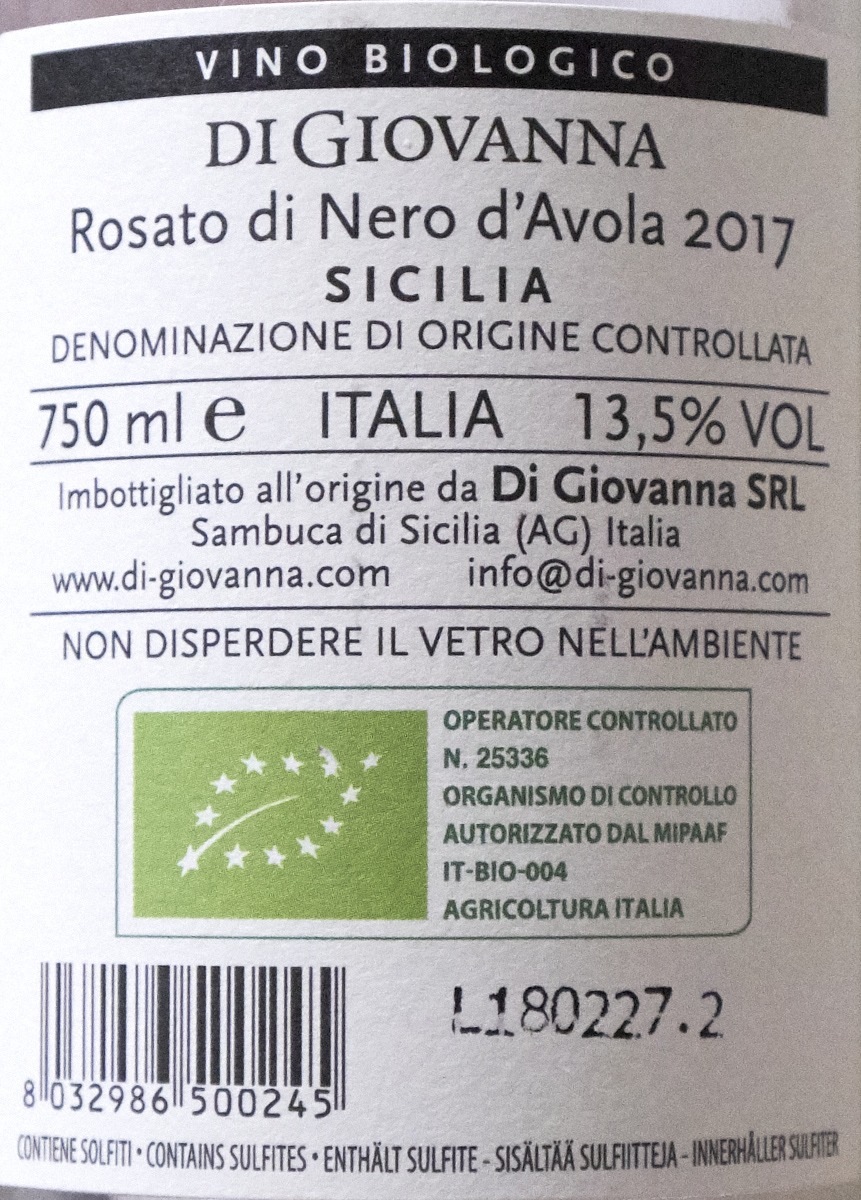 VINO BIOLOGICO
DI GIOVANNA
Rosato di Nero d'Avola 2017
SICILIA
DENOMINAZIONE DI ORIGINE CONTROLLATA
750 ml e ITALIA 13,5% VOL
Imbottigliato all'origine da Di Giovanna SRL
Sambuca di Sicilia (AG) Italia
www.di-giovanna.com info@di-giovanna.com
NON DISPERDERE IL VETRO NELL'AMBIENTE
OPERATORE CONTROLLATO
N. 25336
ORGANISMO DI CONTROLLO
AUTORIZZATO DAL MIPAAF
IT-BIO-004
AGRICOLTURA ITALIA
L180227.2
8 032986 500245
CONTIENE SOLFITI • CONTAINS SULFITES • ENTHÄLT SULFITE - SISÄLTÄÄ SULFIITTEJA - INNERHÅLLER SULFITER